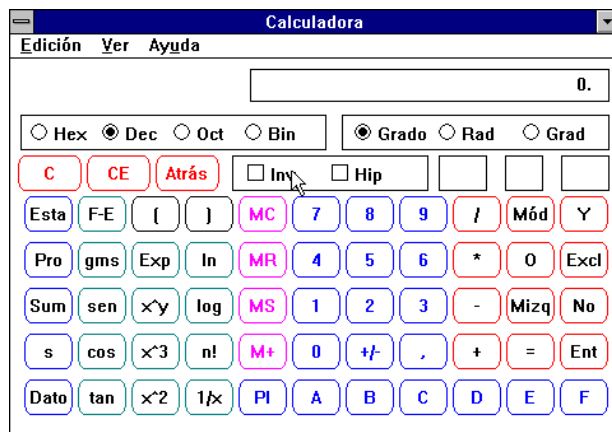 Calculadora
Edición Ver Ayuda
0.
Hex Dec Oct Bin Grado Rad Grad
C CE Atrás Inv Hip
Esta F-E ( ) MC 7 8 9 / Mód Y
Pro gms Exp ln MR 4 5 6 * O Excl
Sum sen x^y log MS 1 2 3 - Mizq No
s cos x^3 n! M+ 0 +/- , + = Ent
Dato tan x^2 1/x PI A B C D E F